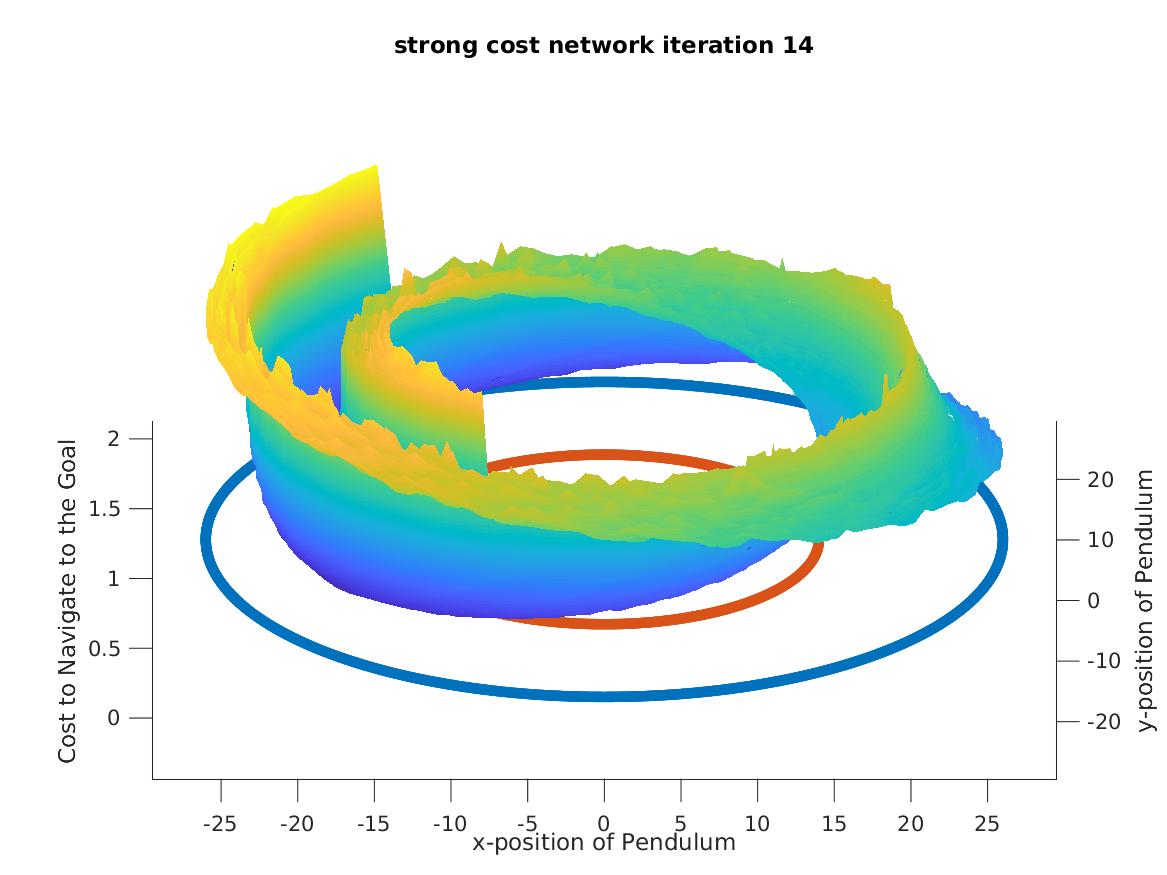 strong cost network iteration 14
Cost to Navigate to the Goal
2
1.5
1
0.5
0
20
10
0
-10
-20
y-position of Pendulum
-25 -20 -15 -10 -5 0 5 10 15 20 25
x-position of Pendulum